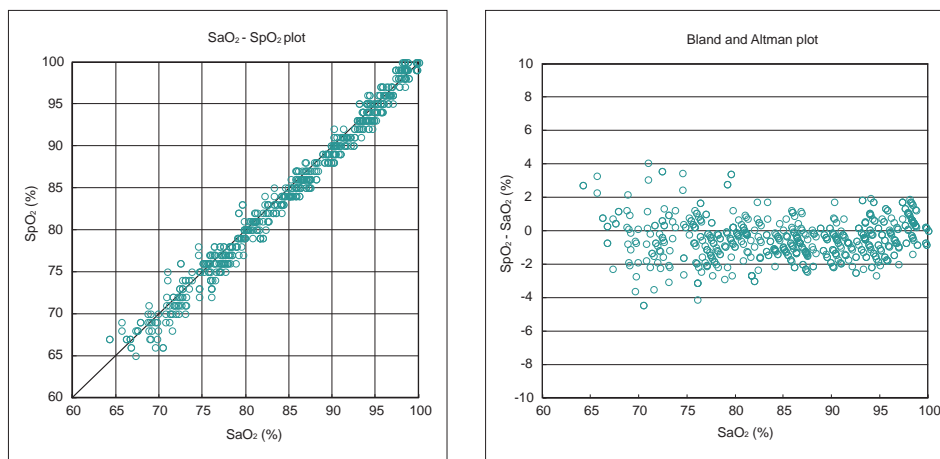 SaO₂ - SpO₂ plot
100
95
90
85
80
75
70
65
60
SpO₂ (%)
60 65 70 75 80 85 90 95 100
SaO₂ (%)
Bland and Altman plot
10
8
6
4
2
0
-2
-4
-6
-8
-10
SpO₂ - SaO₂ (%)
60 65 70 75 80 85 90 95 100
SaO₂ (%)